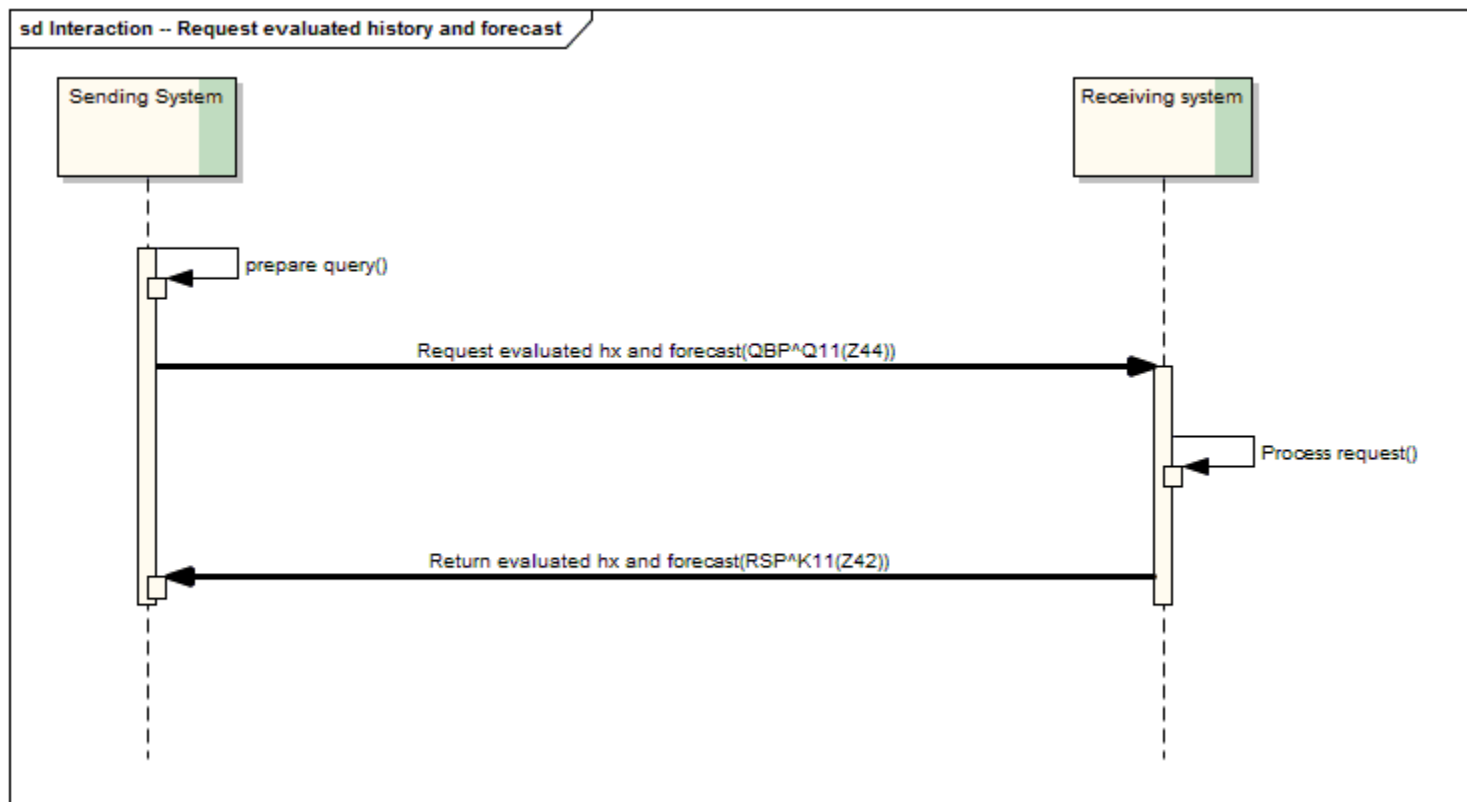 sd Interaction -- Request evaluated history and forecast
Sending System
Receiving system
prepare query()
Request evaluated hx and forecast(QBP^Q11(Z44))
Process request()
Return evaluated hx and forecast(RSP^K11(Z42))